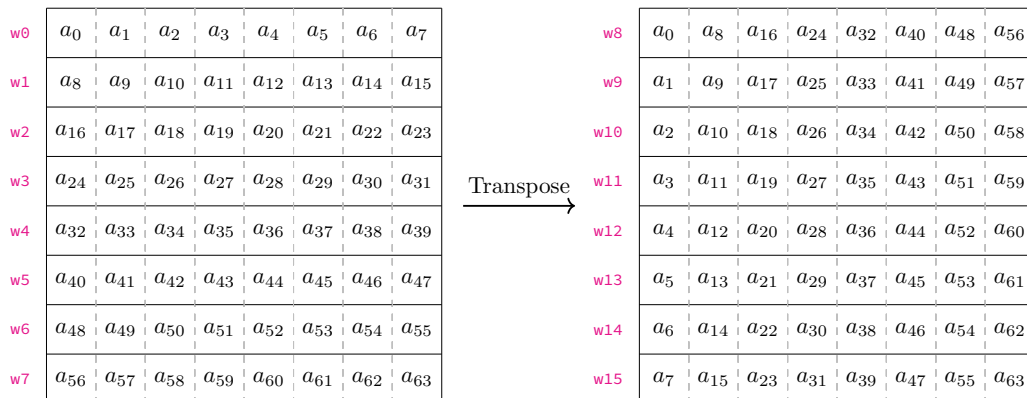 w0 a0 a1 a2 a3 a4 a5 a6 a7 w8 a0 a8 a16 a24 a32 a40 a48 a56
w1 a8 a9 a10 a11 a12 a13 a14 a15 w9 a1 a9 a17 a25 a33 a41 a49 a57
w2 a16 a17 a18 a19 a20 a21 a22 a23 w10 a2 a10 a18 a26 a34 a42 a50 a58
w3 a24 a25 a26 a27 a28 a29 a30 a31 Transpose w11 a3 a11 a19 a27 a35 a43 a51 a59
w4 a32 a33 a34 a35 a36 a37 a38 a39 w12 a4 a12 a20 a28 a36 a44 a52 a60
w5 a40 a41 a42 a43 a44 a45 a46 a47 w13 a5 a13 a21 a29 a37 a45 a53 a61
w6 a48 a49 a50 a51 a52 a53 a54 a55 w14 a6 a14 a22 a30 a38 a46 a54 a62
w7 a56 a57 a58 a59 a60 a61 a62 a63 w15 a7 a15 a23 a31 a39 a47 a55 a63